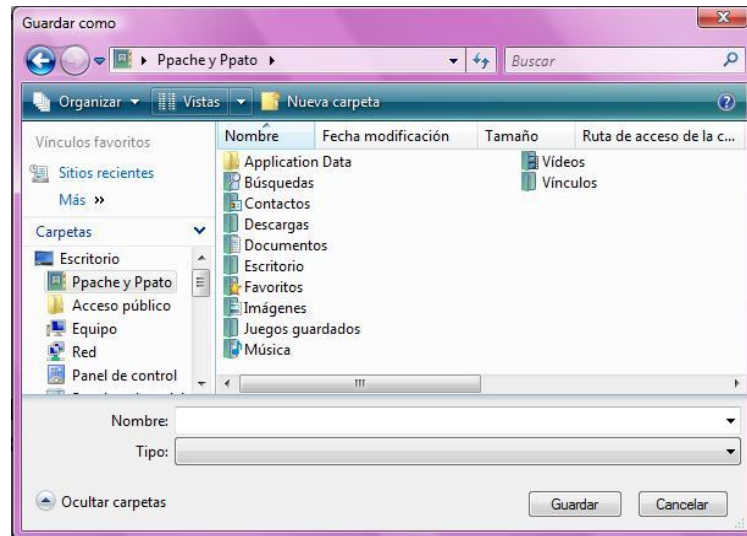 Guardar como
Ppache y Ppato
Buscar
Organizar Vistas Nueva carpeta
Vínculos favoritos
Sitios recientes
Más »
Carpetas
Escritorio
Ppache y Ppato
Acceso público
Equipo
Red
Panel de control
Nombre Fecha modificación Tamaño Ruta de acceso de la c...
Application Data
Búsquedas
Contactos
Descargas
Documentos
Escritorio
Favoritos
Imágenes
Juegos guardados
Música
Vídeos
Vínculos
Nombre:
Tipo:
Ocultar carpetas
Guardar Cancelar